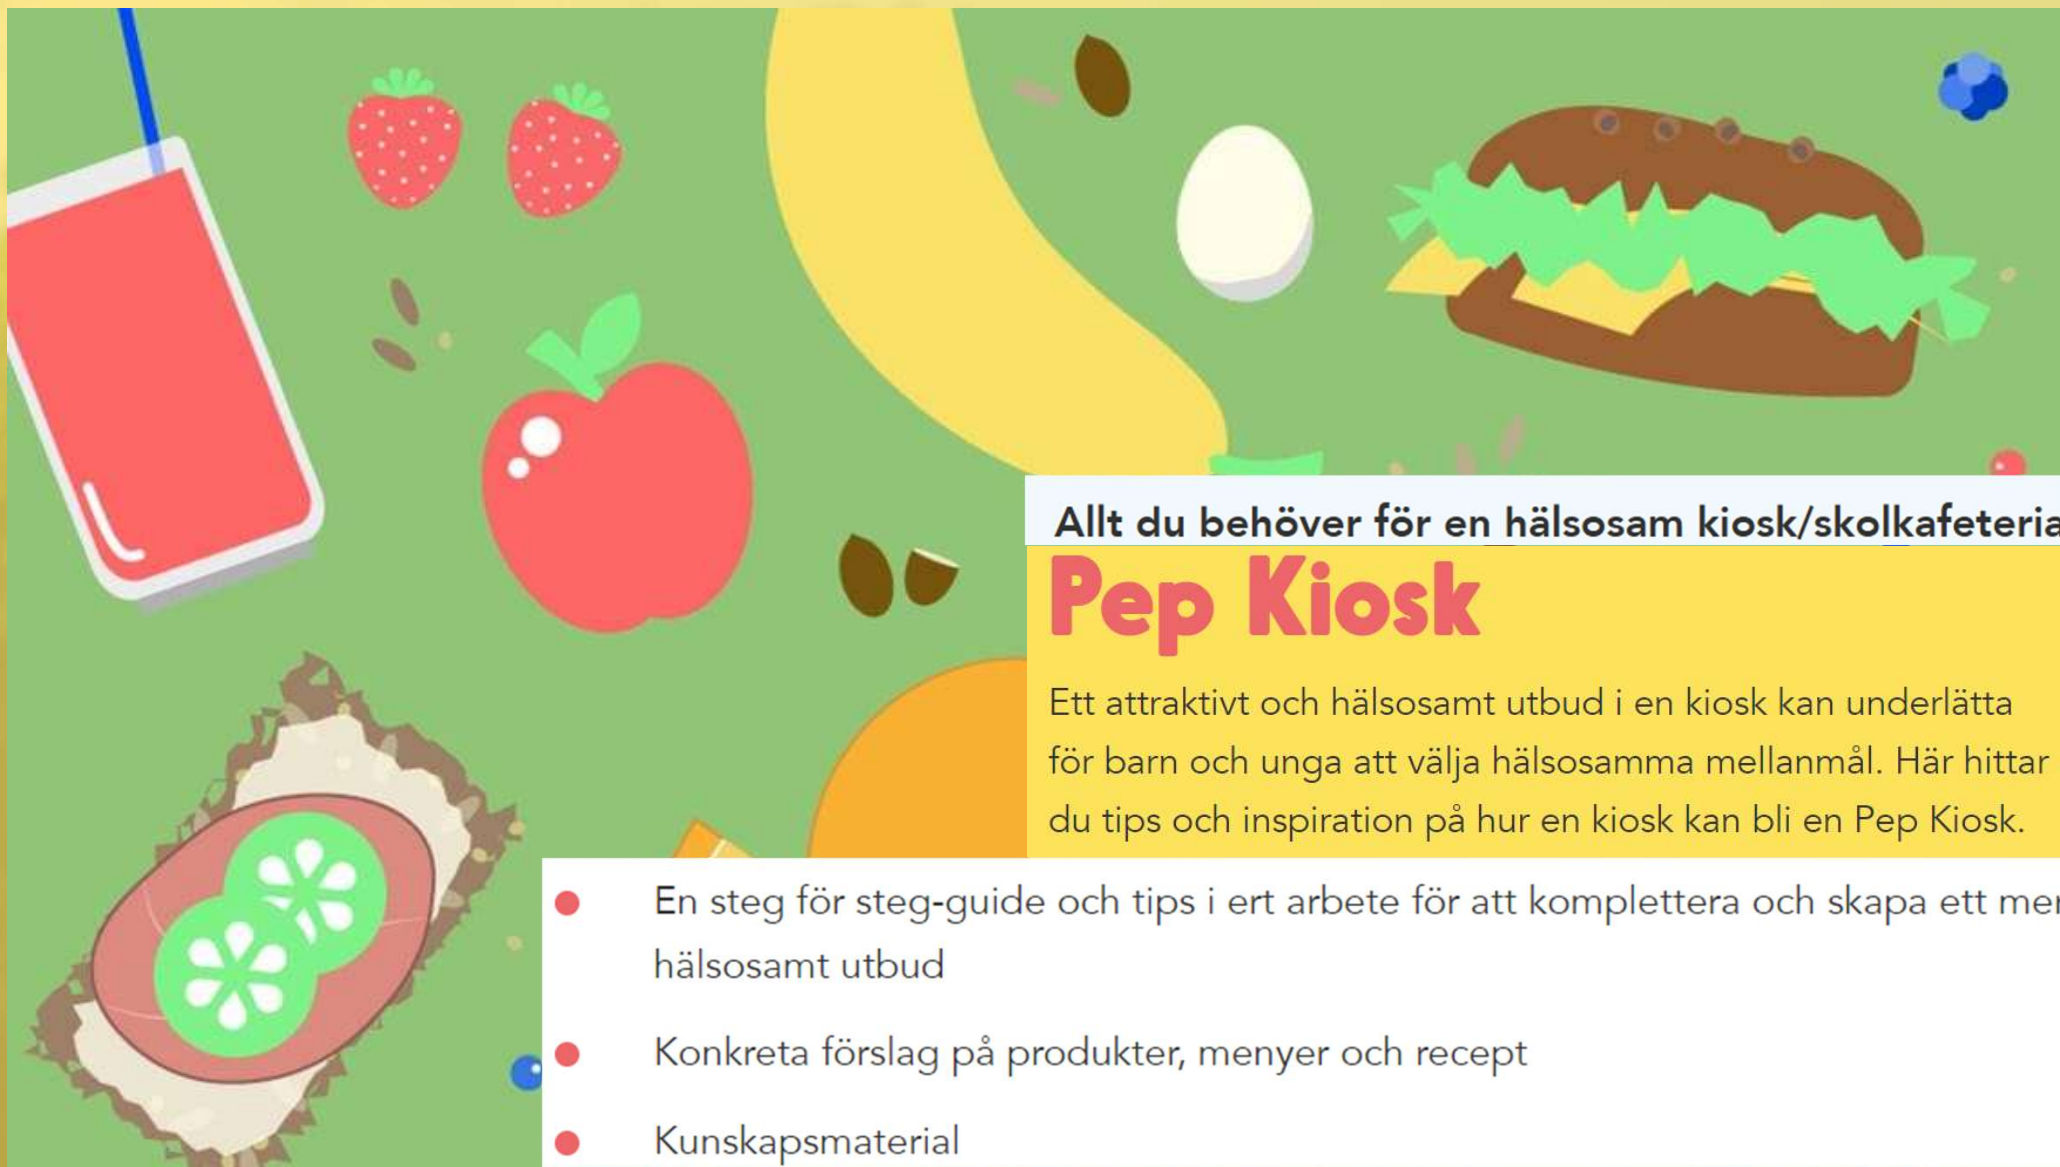 Allt du behöver för en hälsosam kiosk/skolkafeteria
Pep Kiosk
Ett attraktivt och hälsosamt utbud i en kiosk kan underlätta
för barn och unga att välja hälsosamma mellanmål. Här hittar
du tips och inspiration på hur en kiosk kan bli en Pep Kiosk.
En steg för steg-guide och tips i ert arbete för att komplettera och skapa ett mer
hälsosamt utbud
Konkreta förslag på produkter, menyer och recept
Kunskapsmaterial